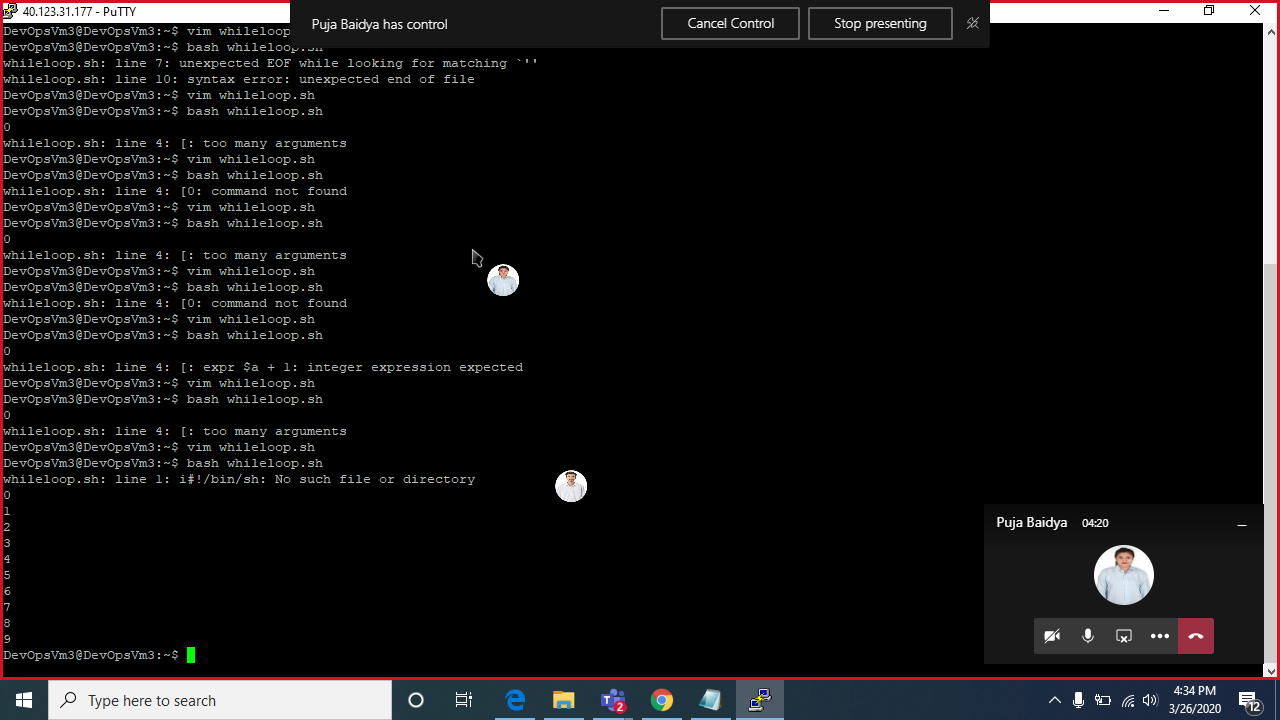 40.123.31.177 - PuTTY
Puja Baidya has control
Cancel Control
Stop presenting
DevOpsVm3@DevOpsVm3:~$ vim whileloop
DevOpsVm3@DevOpsVm3:~$ bash whileloop.sh
whileloop.sh: line 7: unexpected EOF while looking for matching `''
whileloop.sh: line 10: syntax error: unexpected end of file
DevOpsVm3@DevOpsVm3:~$ vim whileloop.sh
DevOpsVm3@DevOpsVm3:~$ bash whileloop.sh
0
whileloop.sh: line 4: [: too many arguments
DevOpsVm3@DevOpsVm3:~$ vim whileloop.sh
DevOpsVm3@DevOpsVm3:~$ bash whileloop.sh
whileloop.sh: line 4: [0: command not found
DevOpsVm3@DevOpsVm3:~$ vim whileloop.sh
DevOpsVm3@DevOpsVm3:~$ bash whileloop.sh
0
whileloop.sh: line 4: [: too many arguments
DevOpsVm3@DevOpsVm3:~$ vim whileloop.sh
DevOpsVm3@DevOpsVm3:~$ bash whileloop.sh
whileloop.sh: line 4: [0: command not found
DevOpsVm3@DevOpsVm3:~$ vim whileloop.sh
DevOpsVm3@DevOpsVm3:~$ bash whileloop.sh
0
whileloop.sh: line 4: [: expr $a + 1: integer expression expected
DevOpsVm3@DevOpsVm3:~$ vim whileloop.sh
DevOpsVm3@DevOpsVm3:~$ bash whileloop.sh
0
whileloop.sh: line 4: [: too many arguments
DevOpsVm3@DevOpsVm3:~$ vim whileloop.sh
DevOpsVm3@DevOpsVm3:~$ bash whileloop.sh
whileloop.sh: line 1: i#!/bin/sh: No such file or directory
0
1
2
3
4
5
6
7
8
9
DevOpsVm3@DevOpsVm3:~$
Puja Baidya 04:20
Type here to search
2
4:34 PM
3/26/2020
12